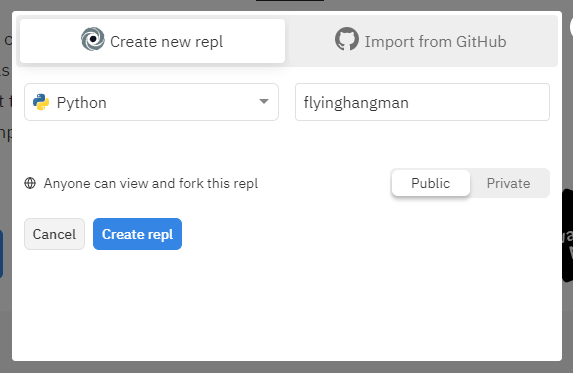 Create new repl
Import from GitHub
Python
flyinghangman
Anyone can view and fork this repl
Public
Private
Cancel
Create repl